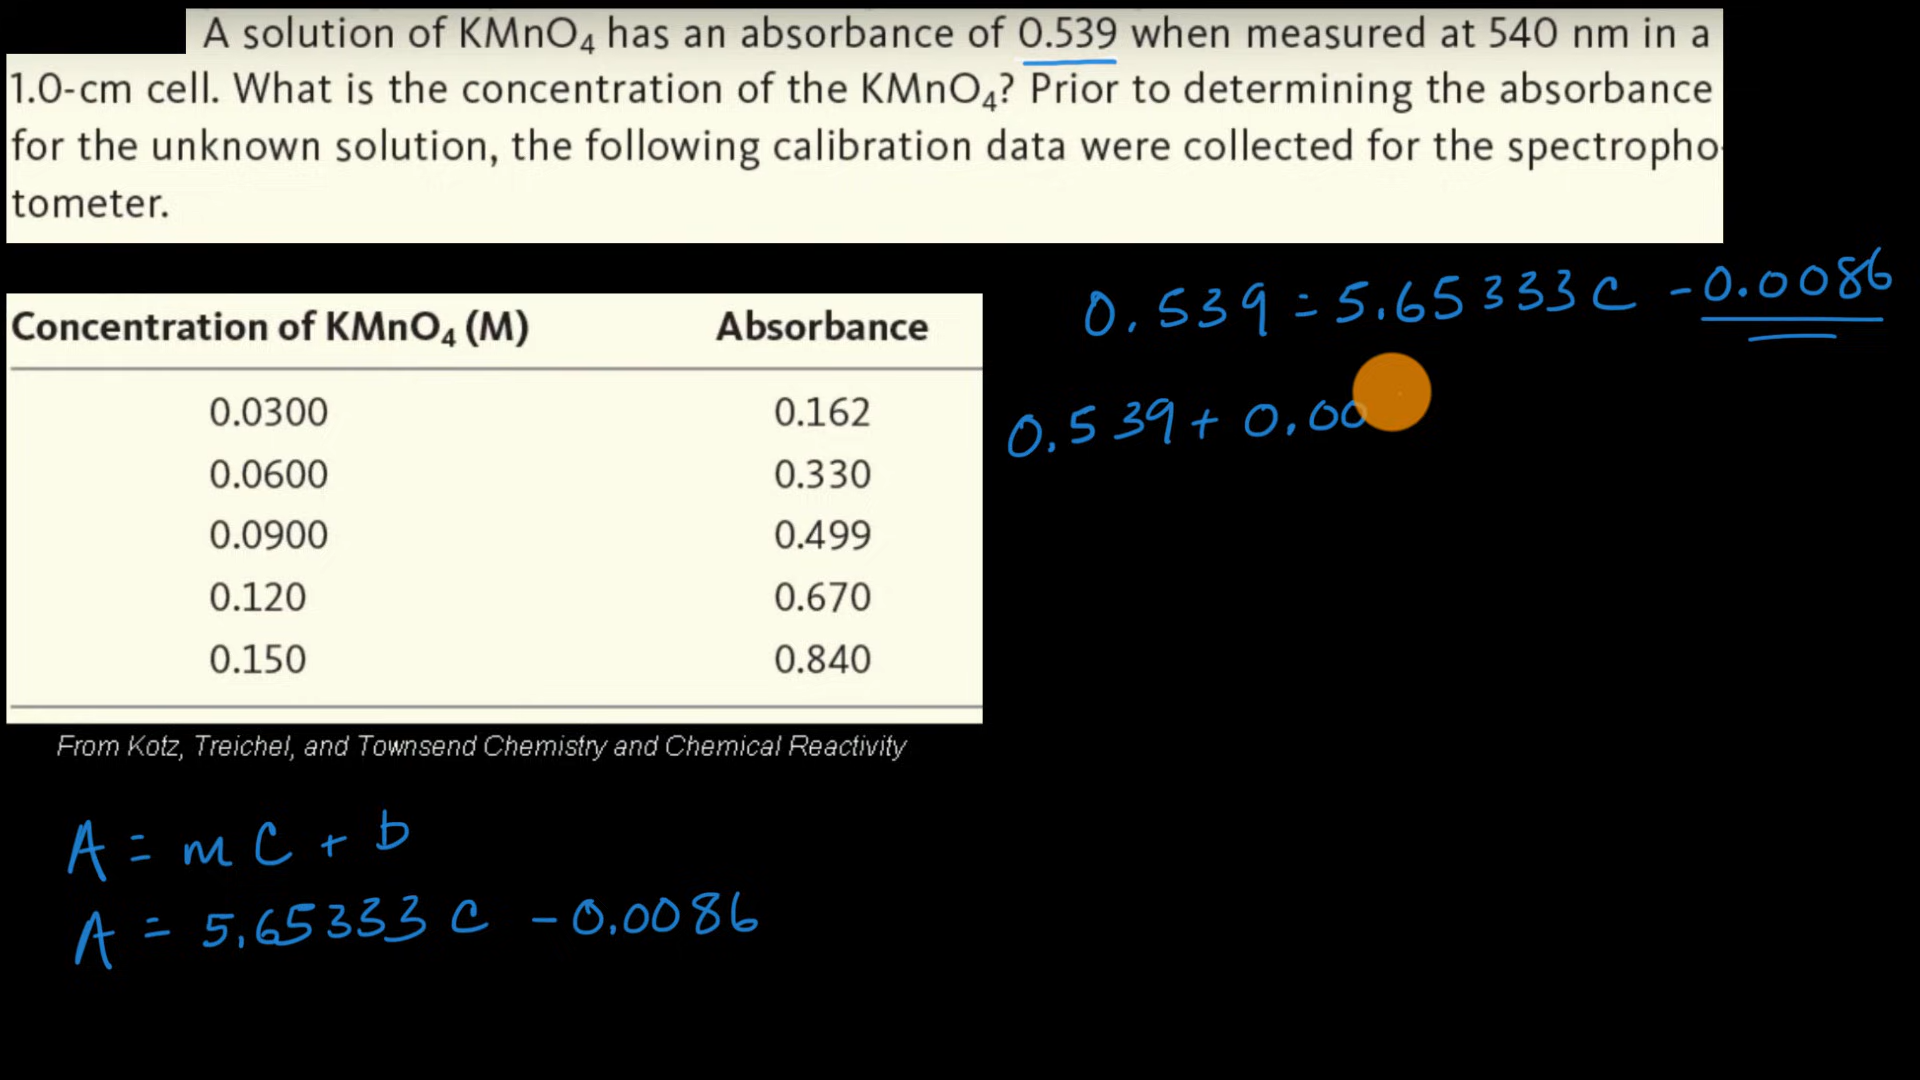 A solution of KMnO₄ has an absorbance of 0.539 when measured at 540 nm in a
1.0-cm cell. What is the concentration of the KMnO₄? Prior to determining the absorbance
for the unknown solution, the following calibration data were collected for the spectropho-
tometer.
0.539 = 5.65333C - 0.0086
0.539 + 0.00
Concentration of KMnO₄ (M) Absorbance
0.0300 0.162
0.0600 0.330
0.0900 0.499
0.120 0.670
0.150 0.840
From Kotz, Treichel, and Townsend Chemistry and Chemical Reactivity
A = mC + b
A = 5.65333C - 0.0086